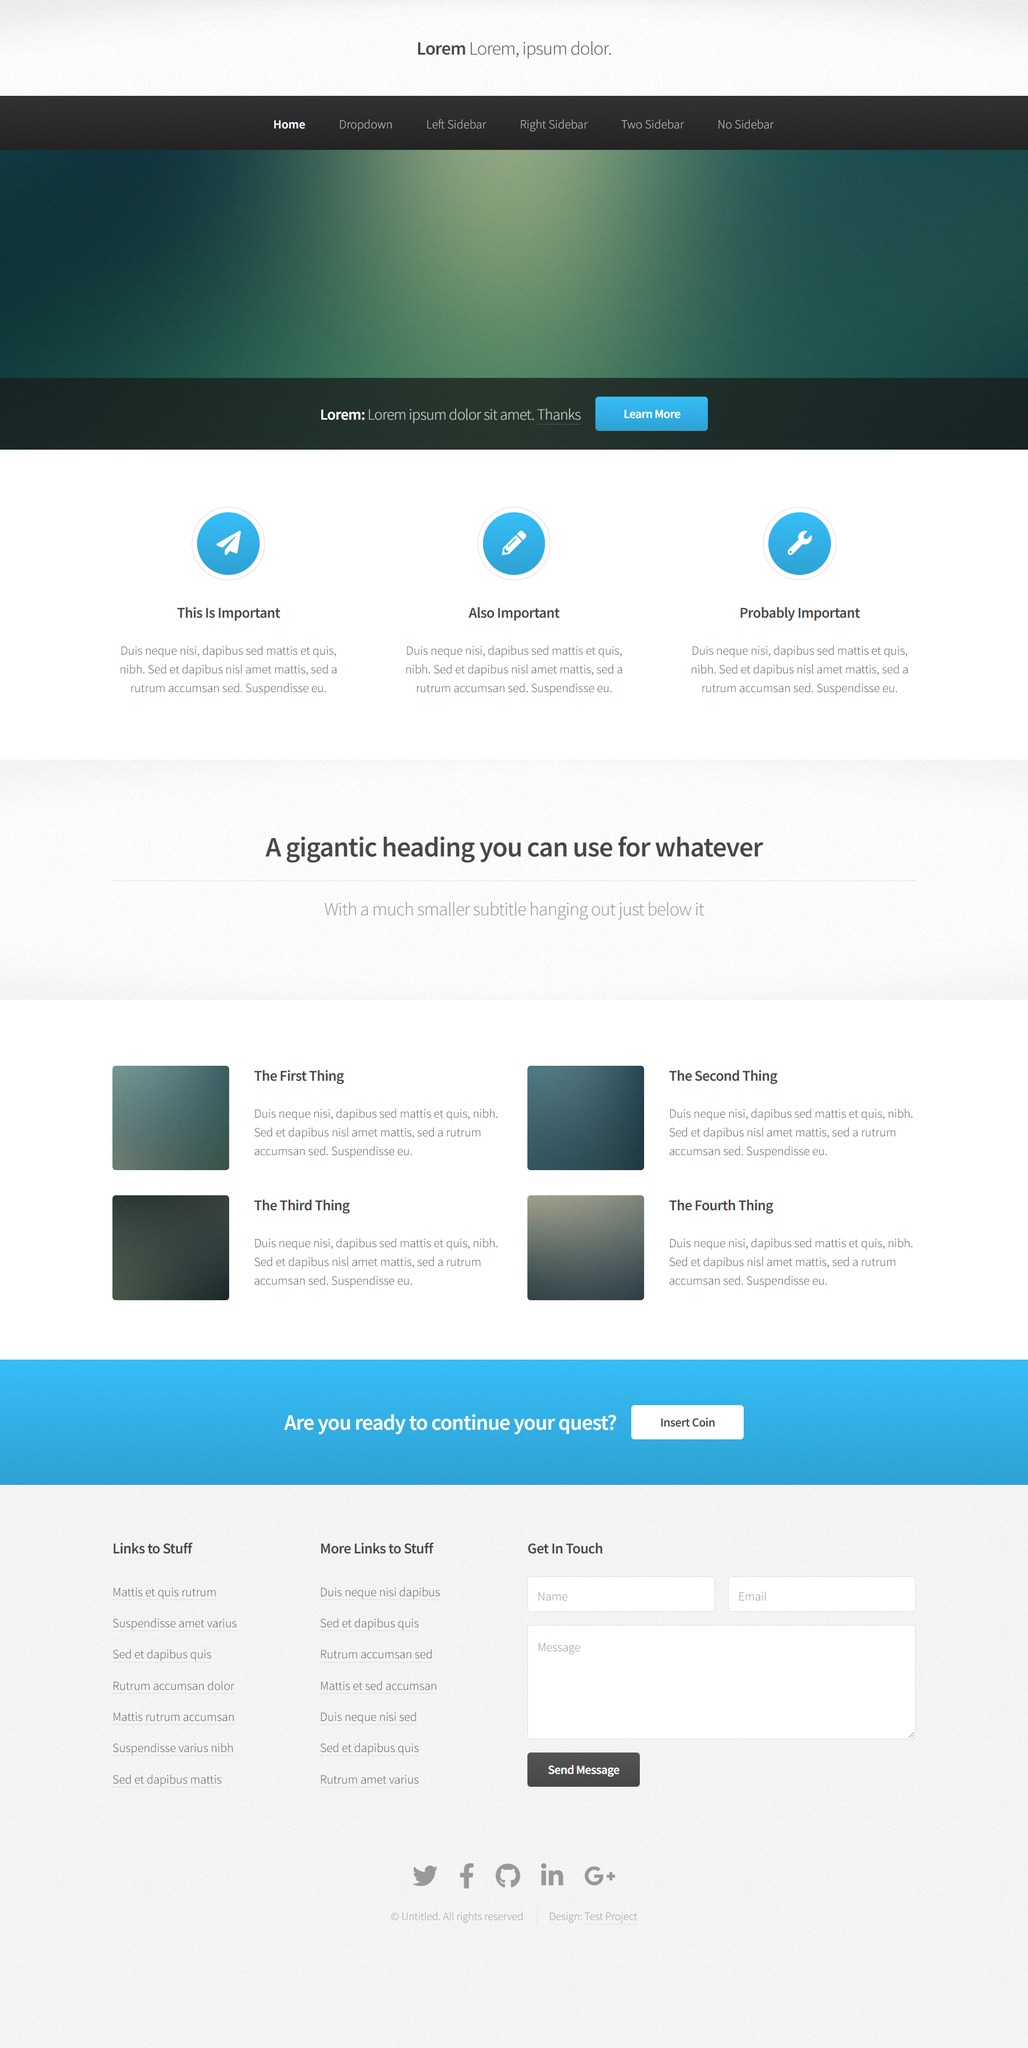 Lorem Lorem, ipsum dolor.
Home Dropdown Left Sidebar Right Sidebar Two Sidebar No Sidebar
Lorem: Lorem ipsum dolor sit amet. Thanks Learn More
This Is Important
Duis neque nisi, dapibus sed mattis et quis,
nibh. Sed et dapibus nisl amet mattis, sed a
rutrum accumsan sed. Suspendisse eu.
Also Important
Duis neque nisi, dapibus sed mattis et quis,
nibh. Sed et dapibus nisl amet mattis, sed a
rutrum accumsan sed. Suspendisse eu.
Probably Important
Duis neque nisi, dapibus sed mattis et quis,
nibh. Sed et dapibus nisl amet mattis, sed a
rutrum accumsan sed. Suspendisse eu.
A gigantic heading you can use for whatever
With a much smaller subtitle hanging out just below it
The First Thing
Duis neque nisi, dapibus sed mattis et quis, nibh.
Sed et dapibus nisl amet mattis, sed a rutrum
accumsan sed. Suspendisse eu.
The Second Thing
Duis neque nisi, dapibus sed mattis et quis, nibh.
Sed et dapibus nisl amet mattis, sed a rutrum
accumsan sed. Suspendisse eu.
The Third Thing
Duis neque nisi, dapibus sed mattis et quis, nibh.
Sed et dapibus nisl amet mattis, sed a rutrum
accumsan sed. Suspendisse eu.
The Fourth Thing
Duis neque nisi, dapibus sed mattis et quis, nibh.
Sed et dapibus nisl amet mattis, sed a rutrum
accumsan sed. Suspendisse eu.
Are you ready to continue your quest? Insert Coin
Links to Stuff
Mattis et quis rutrum
Suspendisse amet varius
Sed et dapibus quis
Rutrum accumsan dolor
Mattis rutrum accumsan
Suspendisse varius nibh
Sed et dapibus mattis
More Links to Stuff
Duis neque nisi dapibus
Sed et dapibus quis
Rutrum accumsan sed
Mattis et sed accumsan
Duis neque nisi sed
Sed et dapibus quis
Rutrum amet varius
Get In Touch
Name Email
Message
Send Message
© Untitled. All rights reserved Design: Test Project